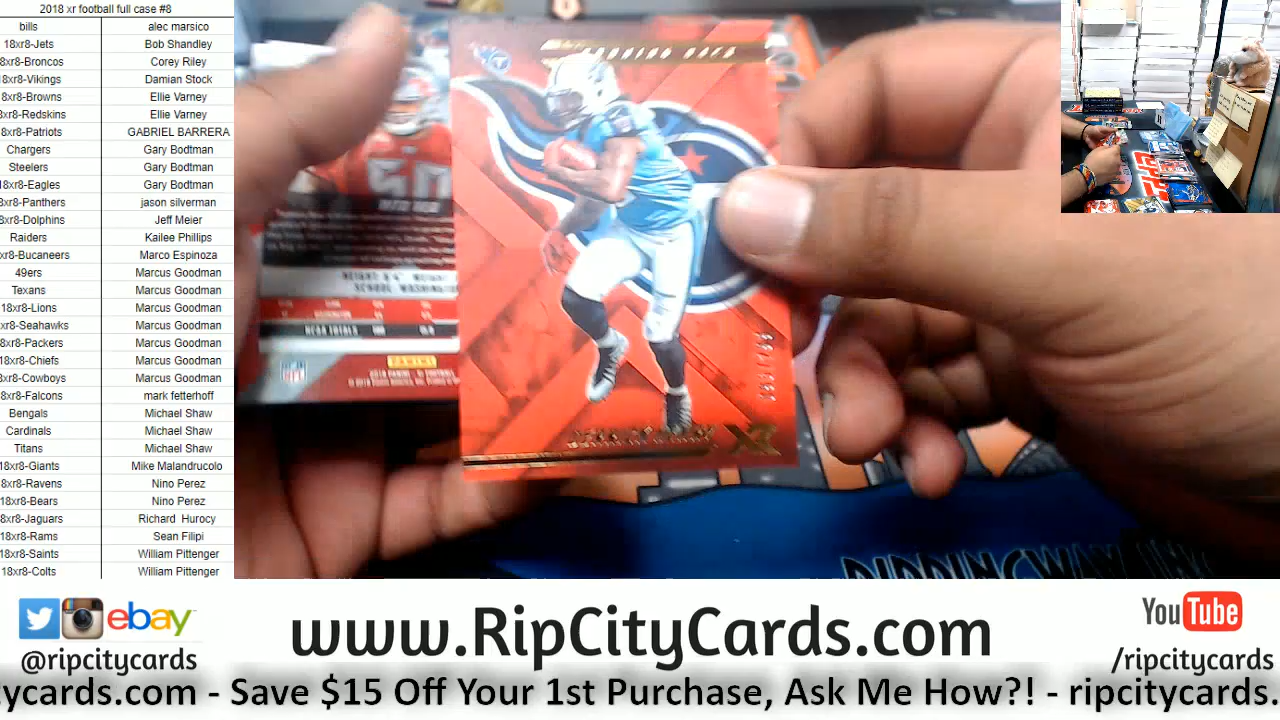 2018 xr football full case #8
bills alec marsico
18xr8-Jets Bob Shandley
8xr8-Broncos Corey Riley
18xr8-Vikings Damian Stock
8xr8-Browns Ellie Varney
8xr8-Redskins Ellie Varney
8xr8-Patriots GABRIEL BARRERA
Chargers Gary Bodtman
Steelers Gary Bodtman
18xr8-Eagles Gary Bodtman
8xr8-Panthers jason silverman
8xr8-Dolphins Jeff Meier
Raiders Kailee Phillips
xr8-Bucaneers Marco Espinoza
49ers Marcus Goodman
Texans Marcus Goodman
18xr8-Lions Marcus Goodman
xr8-Seahawks Marcus Goodman
8xr8-Packers Marcus Goodman
18xr8-Chiefs Marcus Goodman
8xr8-Cowboys Marcus Goodman
8xr8-Falcons mark fetterhoff
Bengals Michael Shaw
Cardinals Michael Shaw
Titans Michael Shaw
18xr8-Giants Mike Malandrucolo
8xr8-Ravens Nino Perez
18xr8-Bears Nino Perez
8xr8-Jaguars Richard Hurocy
18xr8-Rams Sean Filipi
18xr8-Saints William Pittenger
18xr8-Colts William Pittenger
XR
PANINI
NFL
ebay
@ripcitycards
www.RipCityCards.com
YouTube
/ripcitycards
tycards.com - Save $15 Off Your 1st Purchase, Ask Me How?! - ripcitycards.